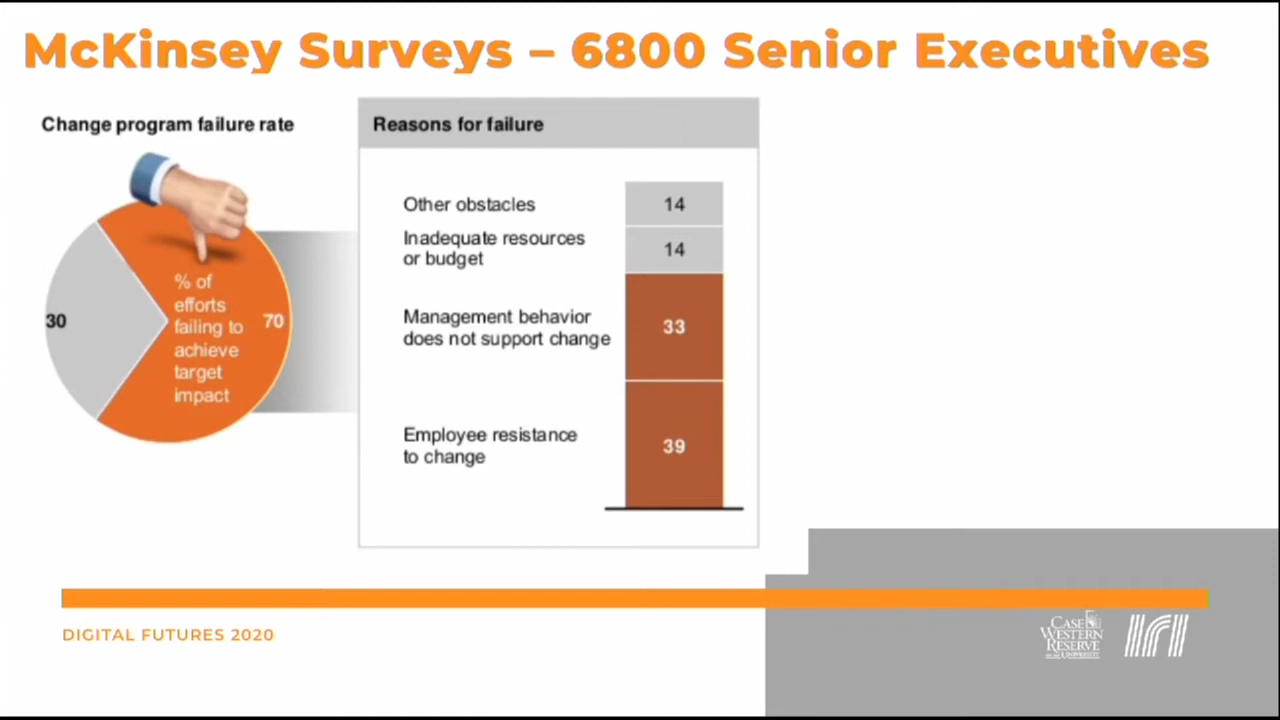 McKinsey Surveys – 6800 Senior Executives
Change program failure rate
30
% of
efforts
failing to
achieve
target
impact
70
Reasons for failure
Other obstacles
14
Inadequate resources
or budget
14
Management behavior
does not support change
33
Employee resistance
to change
39
DIGITAL FUTURES 2020
CASE
WESTERN
RESERVE
UNIVERSITY